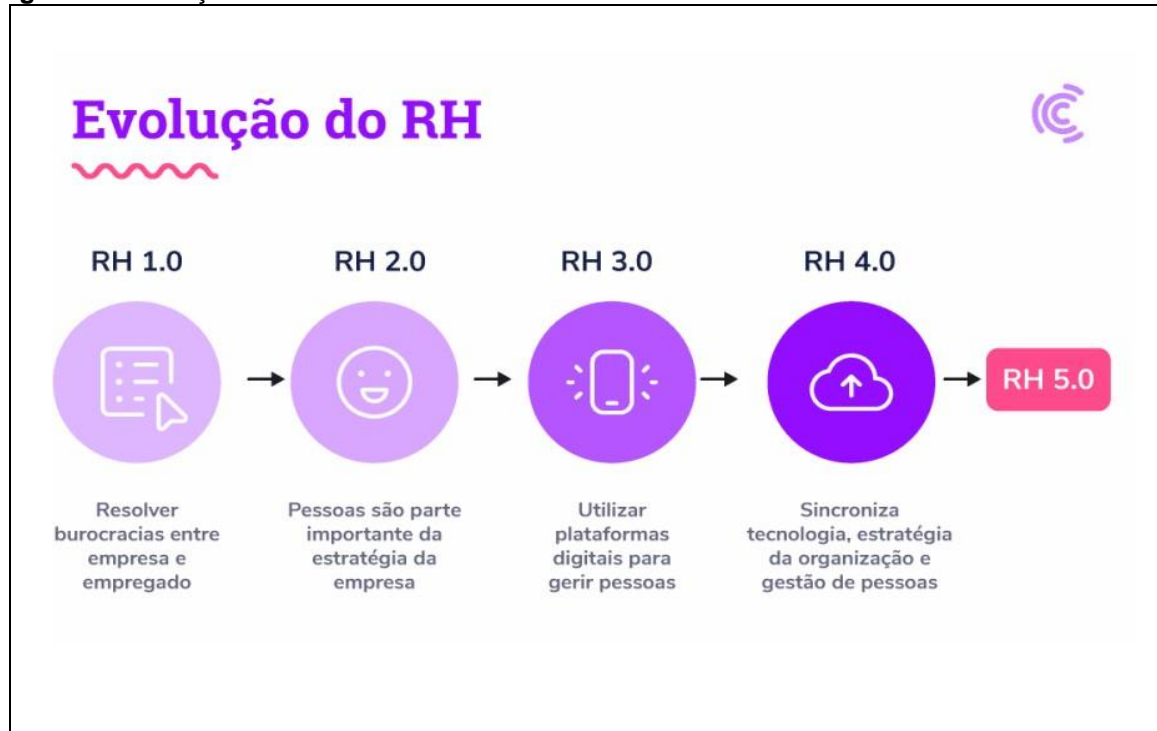 Evolução do RH
RH 1.0
RH 2.0
RH 3.0
RH 4.0
RH 5.0
Resolver
burocracias entre
empresa e
empregado
Pessoas são parte
importante da
estratégia da
empresa
Utilizar
plataformas
digitais para
gerir pessoas
Sincroniza
tecnologia, estratégia
da organização e
gestão de pessoas